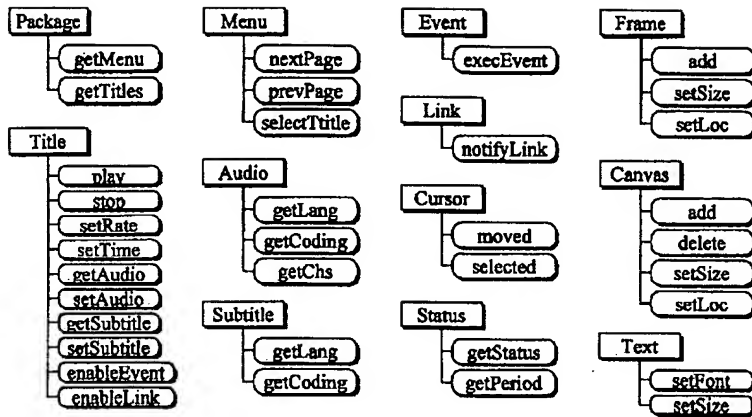 Package
getMenu
getTitles
Title
play
stop
setRate
setTime
getAudio
setAudio
getSubtitle
setSubtitle
enableEvent
enableLink
Menu
nextPage
prevPage
selectTtitle
Audio
getLang
getCoding
getChs
Subtitle
getLang
getCoding
Event
execEvent
Link
notifyLink
Cursor
moved
selected
Status
getStatus
getPeriod
Frame
add
setSize
setLoc
Canvas
add
delete
setSize
setLoc
Text
setFont
setSize